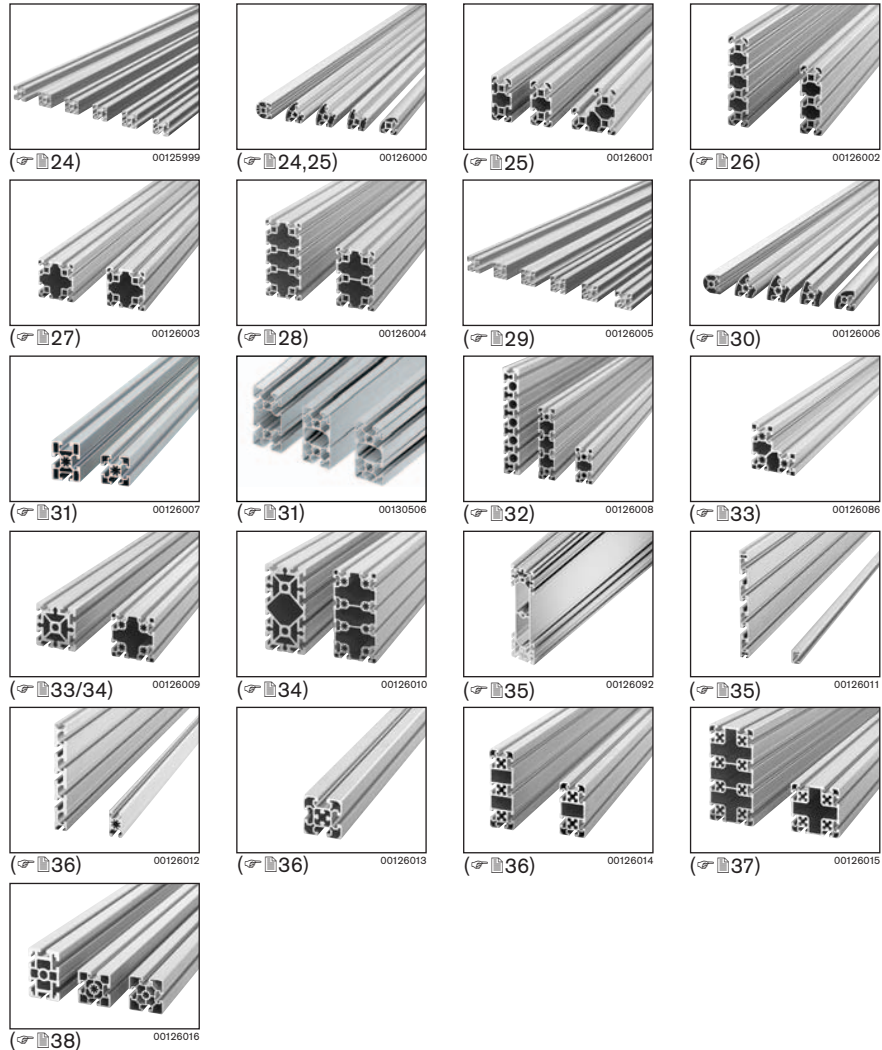 (☞ 🗎24) 00125999
(☞ 🗎24,25) 00126000
(☞ 🗎25) 00126001
(☞ 🗎26) 00126002
(☞ 🗎27) 00126003
(☞ 🗎28) 00126004
(☞ 🗎29) 00126005
(☞ 🗎30) 00126006
(☞ 🗎31) 00126007
(☞ 🗎31) 00130506
(☞ 🗎32) 00126008
(☞ 🗎33) 00126086
(☞ 🗎33/34) 00126009
(☞ 🗎34) 00126010
(☞ 🗎35) 00126092
(☞ 🗎35) 00126011
(☞ 🗎36) 00126012
(☞ 🗎36) 00126013
(☞ 🗎36) 00126014
(☞ 🗎37) 00126015
(☞ 🗎38) 00126016